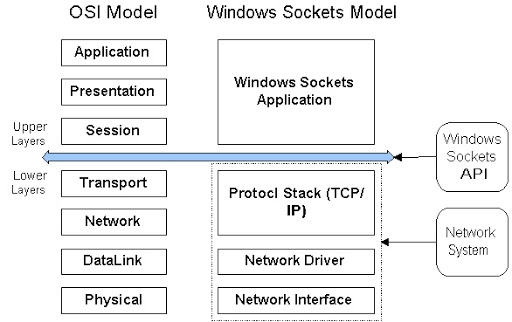 OSI Model
Windows Sockets Model
Application
Presentation
Session
Windows Sockets
Application
Upper
Layers
Lower
Layers
Windows
Sockets
API
Transport
Network
DataLink
Physical
Protocl Stack (TCP/
IP)
Network Driver
Network Interface
Network
System